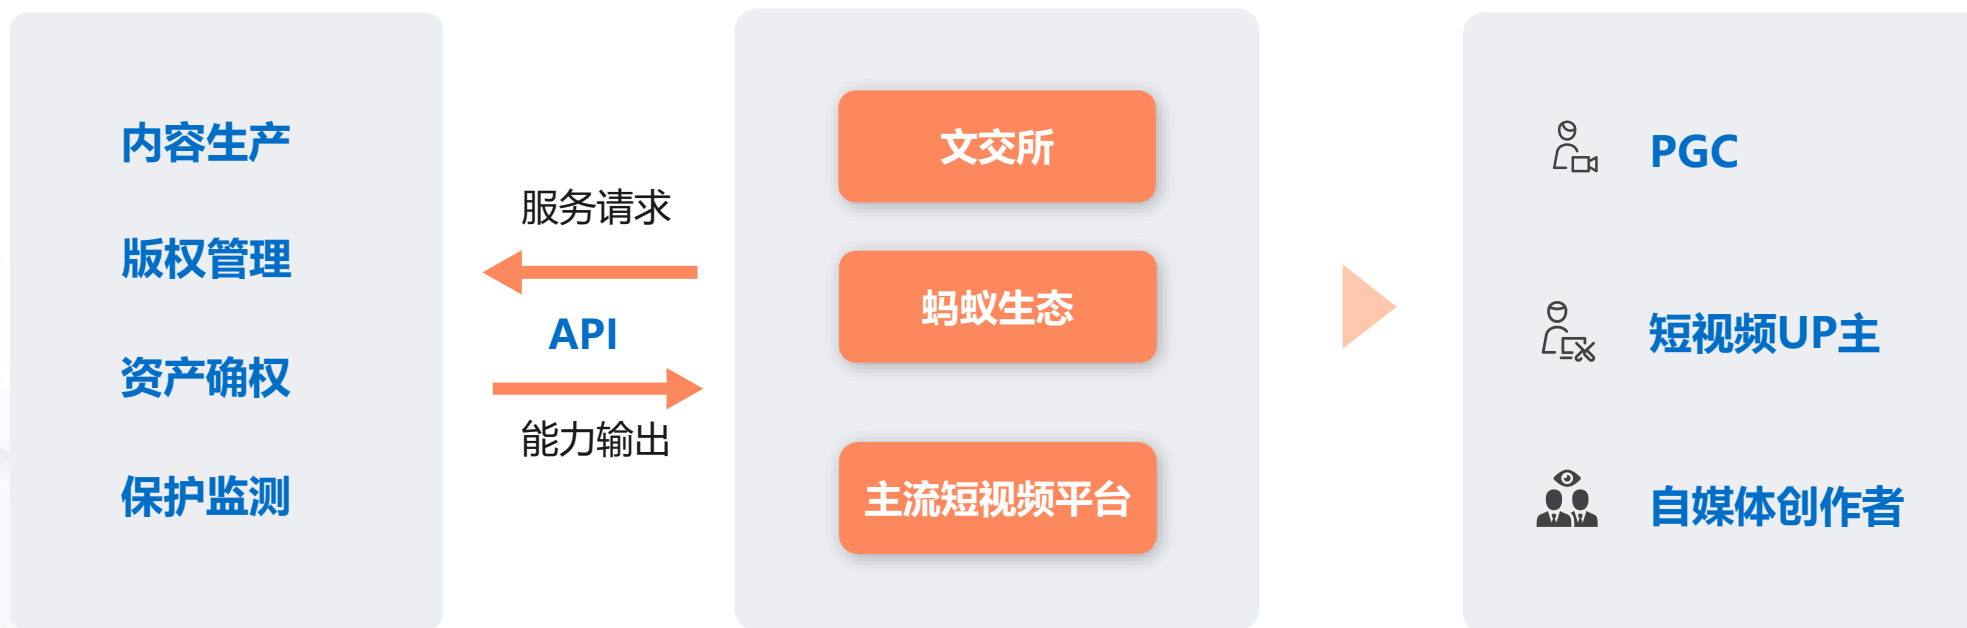 内容生产
版权管理
资产确权
保护监测
服务请求
API
能力输出
文交所
蚂蚁生态
主流短视频平台
PGC
短视频UP主
自媒体创作者